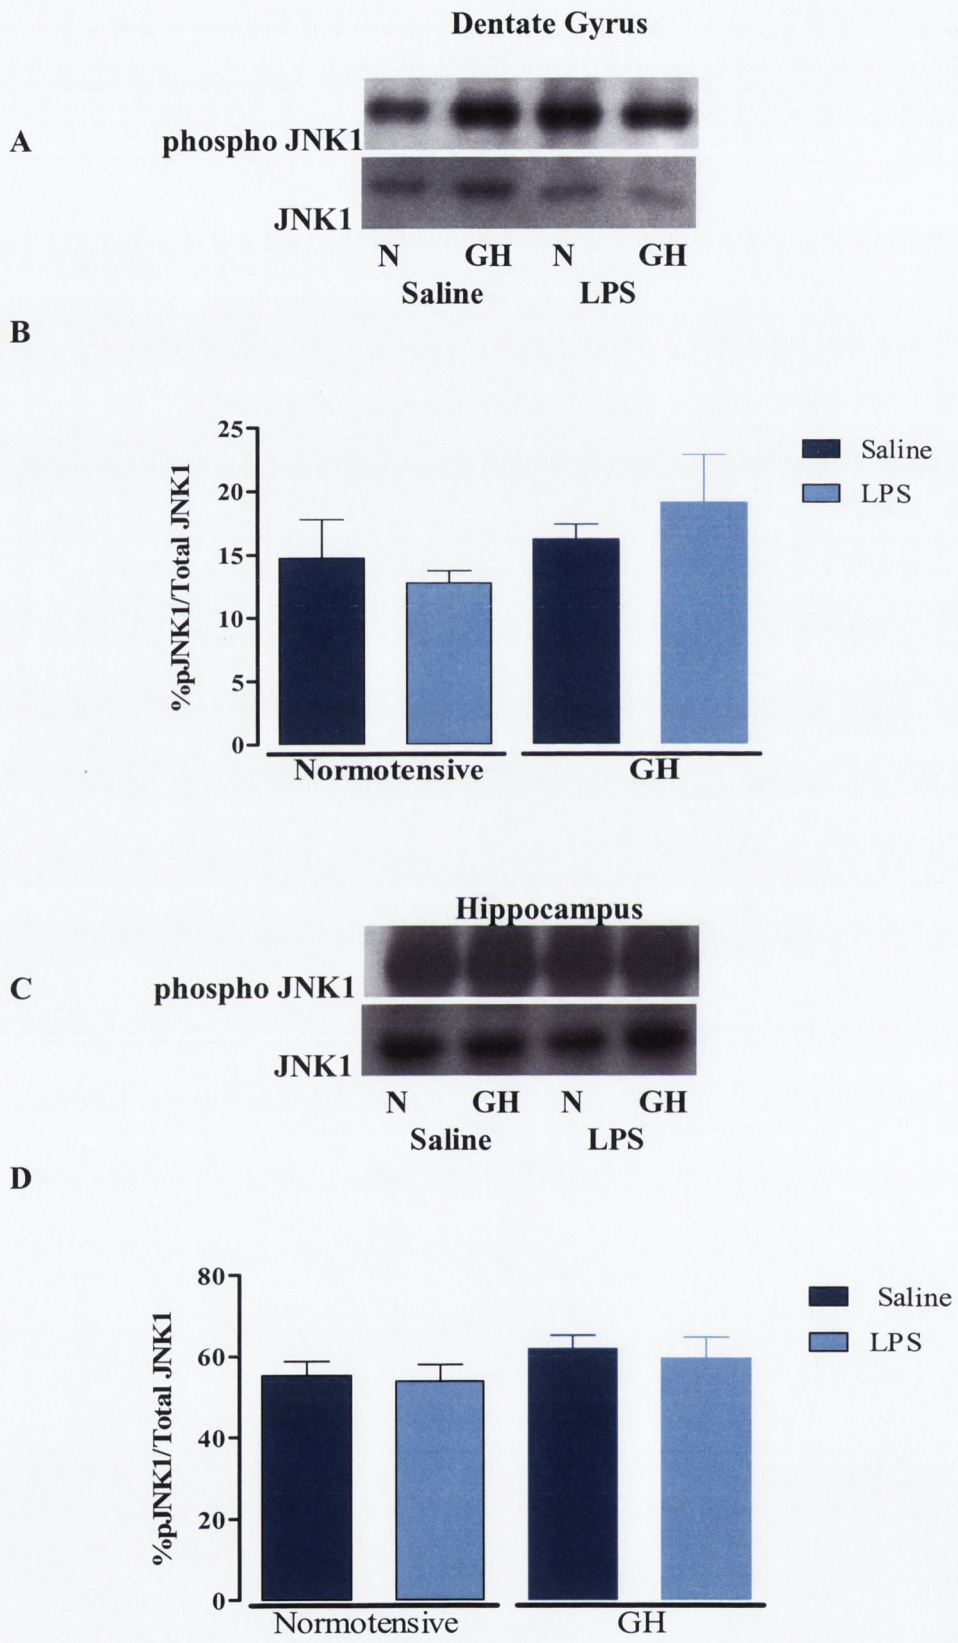 Dentate Gyrus
A
phospho JNK1
JNK1
N GH N GH
Saline LPS
B
25
20
15
10
5
0
%pJNK1/Total JNK1
Saline
LPS
Normotensive GH
Hippocampus
C
phospho JNK1
JNK1
N GH N GH
Saline LPS
D
80
60
40
20
0
%pJNK1/Total JNK1
Saline
LPS
Normotensive GH